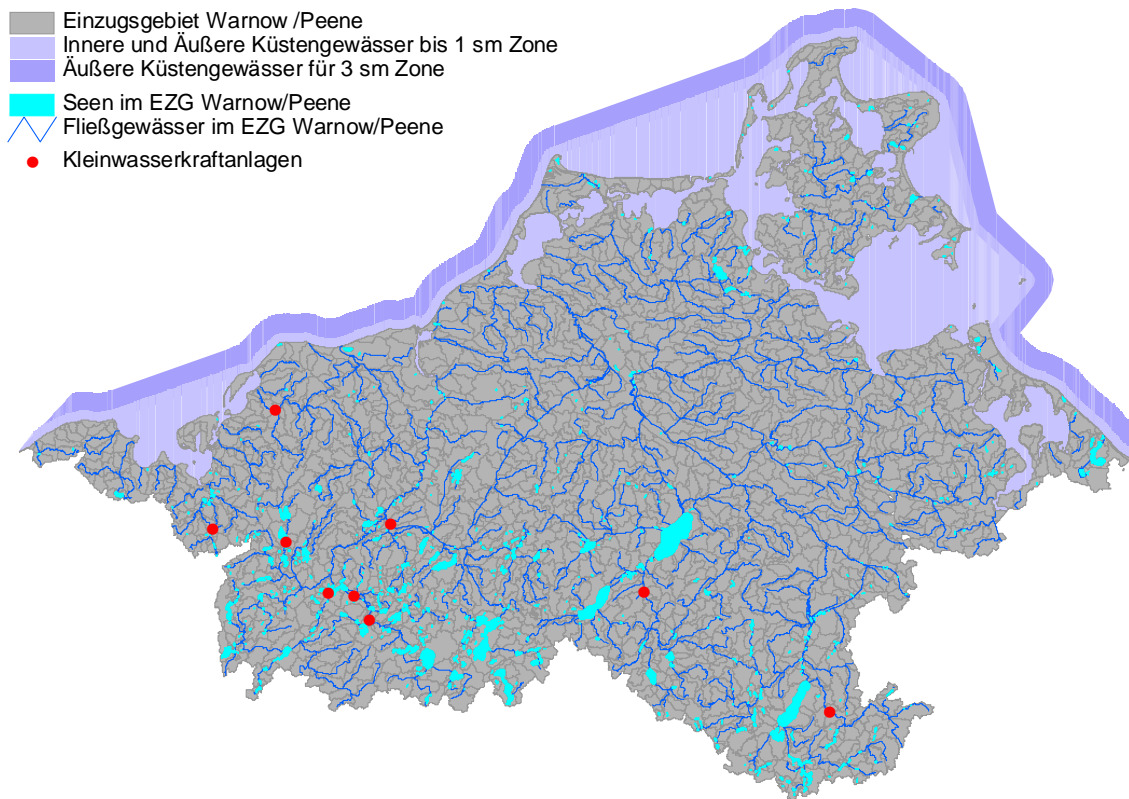 Einzugsgebiet Warnow /Peene
Innere und Äußere Küstengewässer bis 1 sm Zone
Äußere Küstengewässer für 3 sm Zone
Seen im EZG Warnow/Peene
Fließgewässer im EZG Warnow/Peene
Kleinwasserkraftanlagen